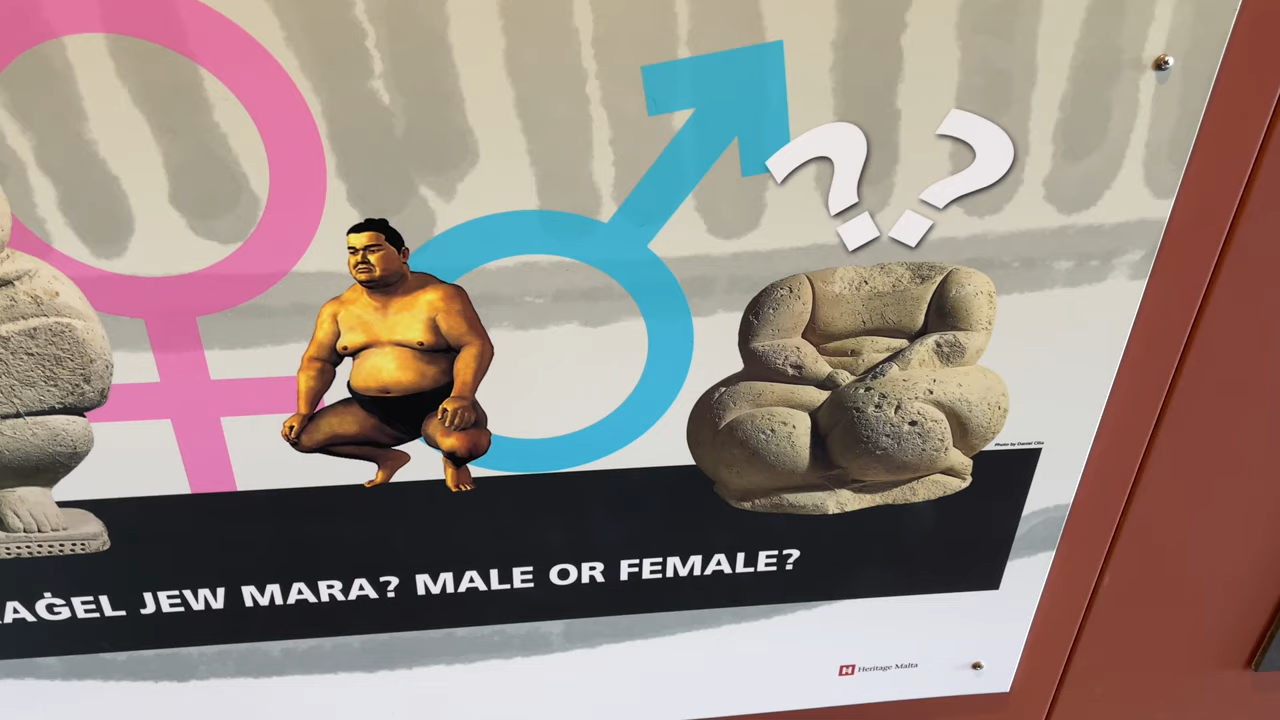 ??
Photo by Daniel Cilia
AĠEL JEW MARA? MALE OR FEMALE?
H Heritage Malta